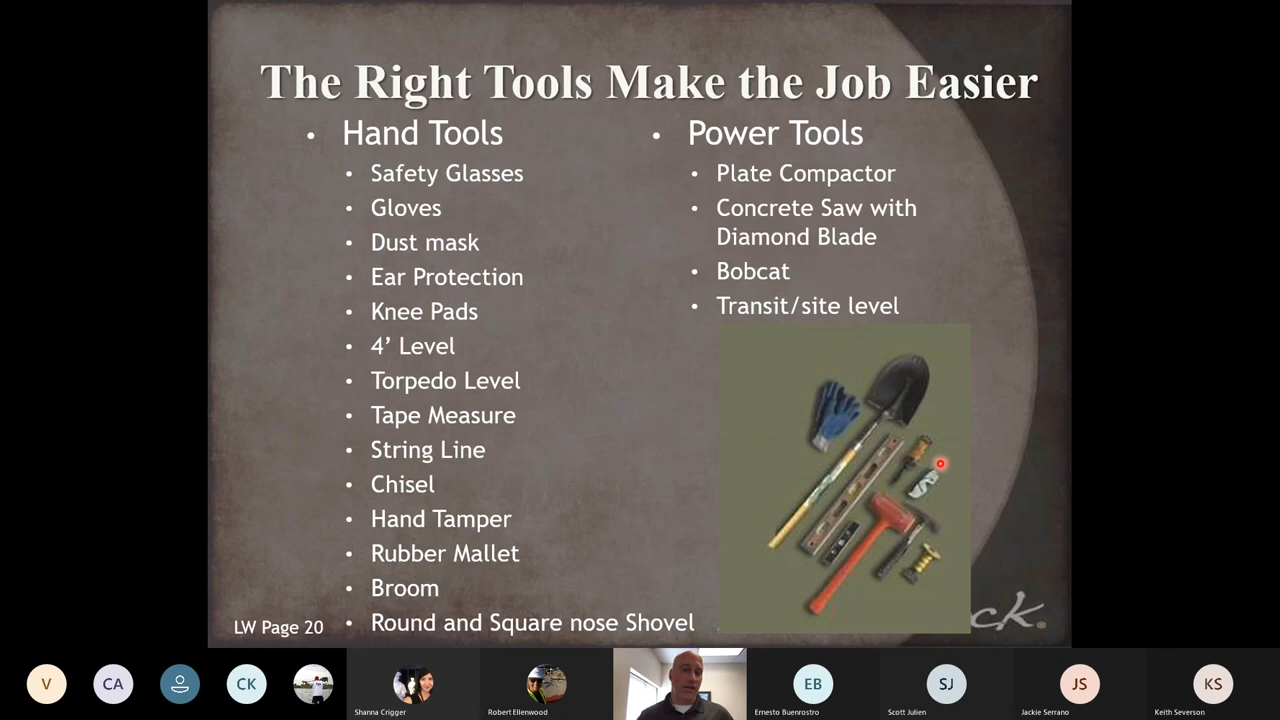 The Right Tools Make the Job Easier
• Hand Tools
• Safety Glasses
• Gloves
• Dust mask
• Ear Protection
• Knee Pads
• 4’ Level
• Torpedo Level
• Tape Measure
• String Line
• Chisel
• Hand Tamper
• Rubber Mallet
• Broom
• Round and Square nose Shovel
• Power Tools
• Plate Compactor
• Concrete Saw with
Diamond Blade
• Bobcat
• Transit/site level
LW Page 20
ck®
V
CA
CK
Shanna Crigger
Robert Ellenwood
EB
Ernesto Buenrostro
SJ
Scott Julien
JS
Jackie Serrano
KS
Keith Severson